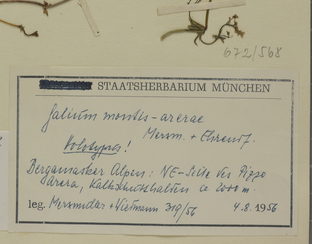 672/568
STAATSHERBARIUM MÜNCHEN
Galium montis-arerae
Merxm. + Ehrendf.
Holotypus!
Bergamasker Alpen: NE-Seite des Pizzo
Arera, Kalkschutthalden ca 2000 m.
leg. Merxmüller + Wiedmann 319/56 4.8.1956